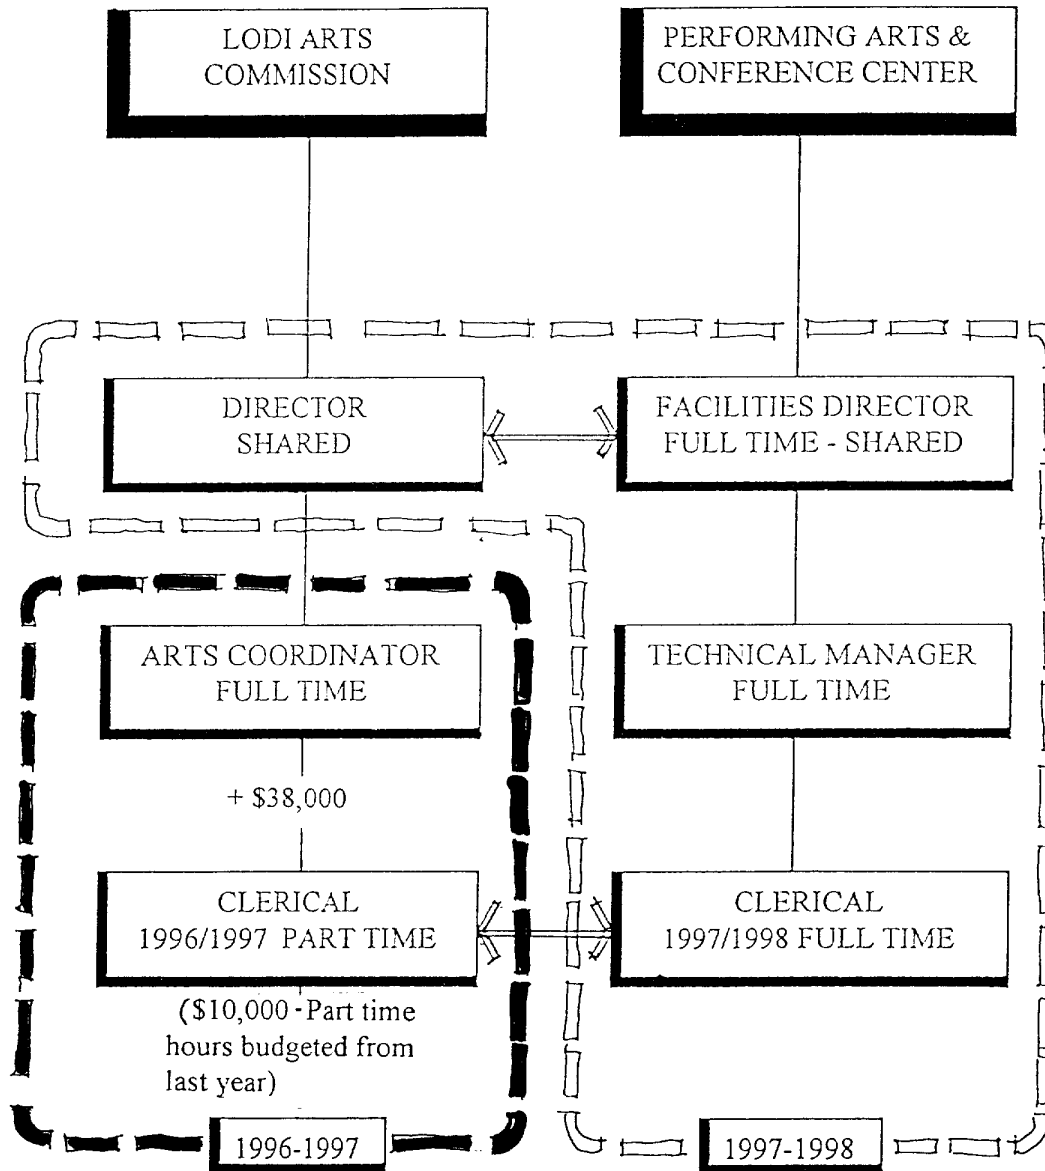 LODI ARTS
COMMISSION
PERFORMING ARTS &
CONFERENCE CENTER
DIRECTOR
SHARED
FACILITIES DIRECTOR
FULL TIME - SHARED
ARTS COORDINATOR
FULL TIME
TECHNICAL MANAGER
FULL TIME
+ $38,000
CLERICAL
1996/1997 PART TIME
CLERICAL
1997/1998 FULL TIME
($10,000 - Part time
hours budgeted from
last year)
1996-1997
1997-1998